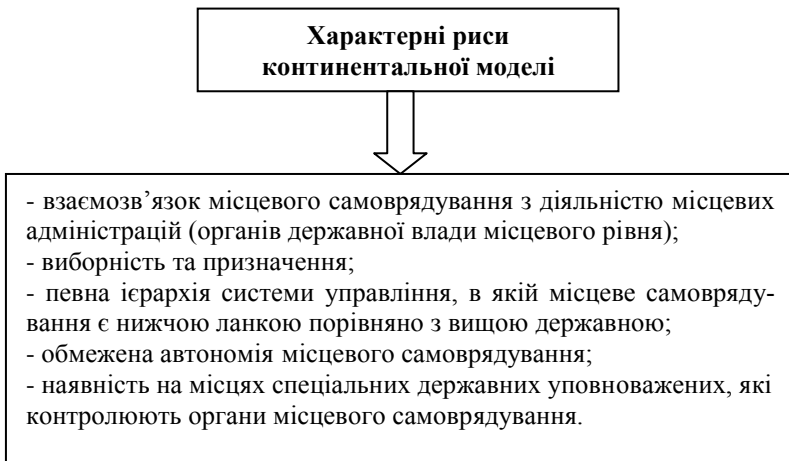 Характерні риси
континентальної моделі
- взаємозв’язок місцевого самоврядування з діяльністю місцевих
адміністрацій (органів державної влади місцевого рівня);
- виборність та призначення;
- певна ієрархія системи управління, в якій місцеве самовряду-
вання є нижчою ланкою порівняно з вищою державною;
- обмежена автономія місцевого самоврядування;
- наявність на місцях спеціальних державних уповноважених, які
контролюють органи місцевого самоврядування.